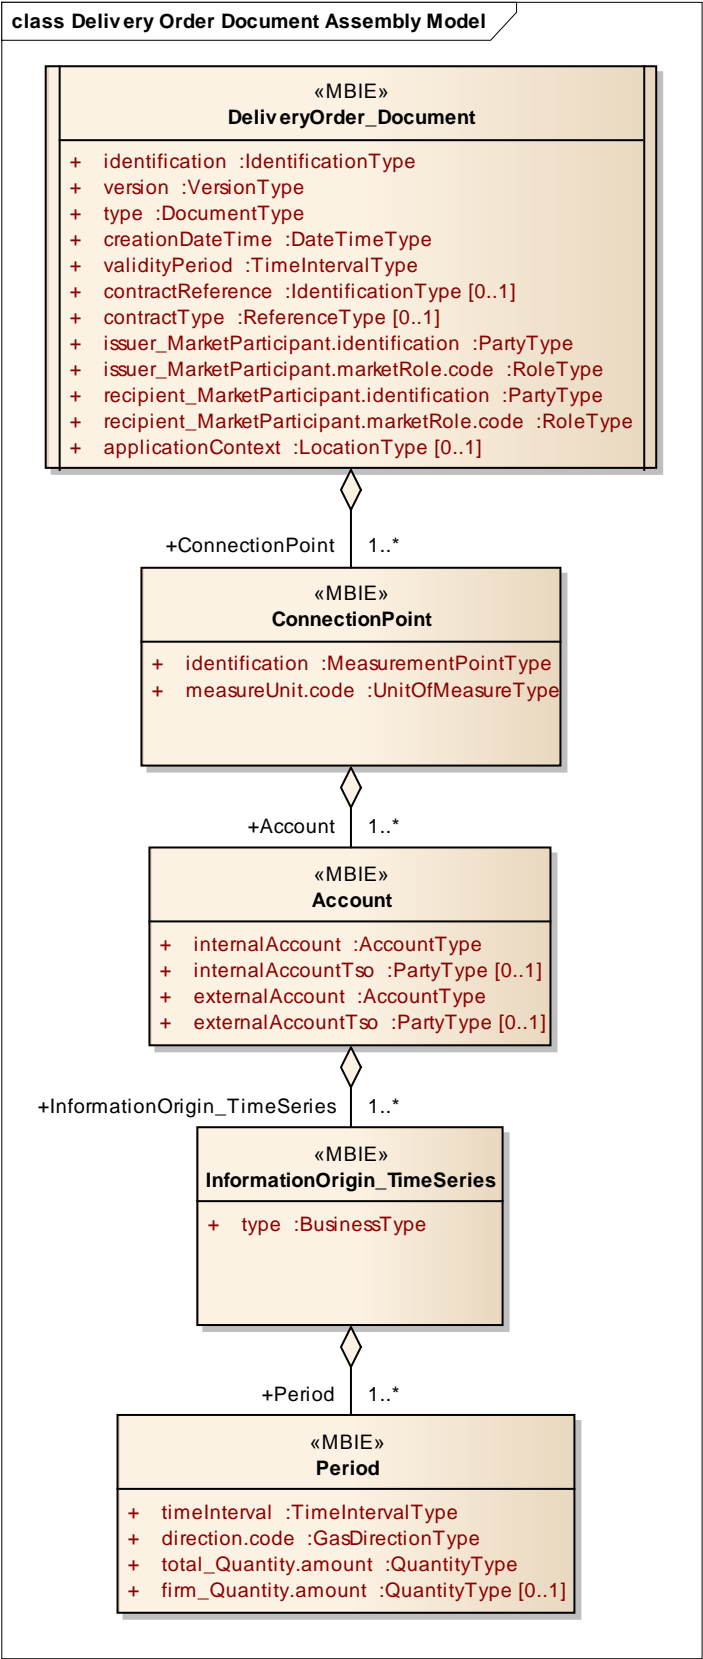 class Delivery Order Document Assembly Model
«MBIE»
DeliveryOrder_Document
+ identification :IdentificationType
+ version :VersionType
+ type :DocumentType
+ creationDateTime :DateTimeType
+ validityPeriod :TimeIntervalType
+ contractReference :IdentificationType [0..1]
+ contractType :ReferenceType [0..1]
+ issuer_MarketParticipant.identification :PartyType
+ issuer_MarketParticipant.marketRole.code :RoleType
+ recipient_MarketParticipant.identification :PartyType
+ recipient_MarketParticipant.marketRole.code :RoleType
+ applicationContext :LocationType [0..1]
+ConnectionPoint 1..*
«MBIE»
ConnectionPoint
+ identification :MeasurementPointType
+ measureUnit.code :UnitOfMeasureType
+Account 1..*
«MBIE»
Account
+ internalAccount :AccountType
+ internalAccountTso :PartyType [0..1]
+ externalAccount :AccountType
+ externalAccountTso :PartyType [0..1]
+InformationOrigin_TimeSeries 1..*
«MBIE»
InformationOrigin_TimeSeries
+ type :BusinessType
+Period 1..*
«MBIE»
Period
+ timeInterval :TimeIntervalType
+ direction.code :GasDirectionType
+ total_Quantity.amount :QuantityType
+ firm_Quantity.amount :QuantityType [0..1]